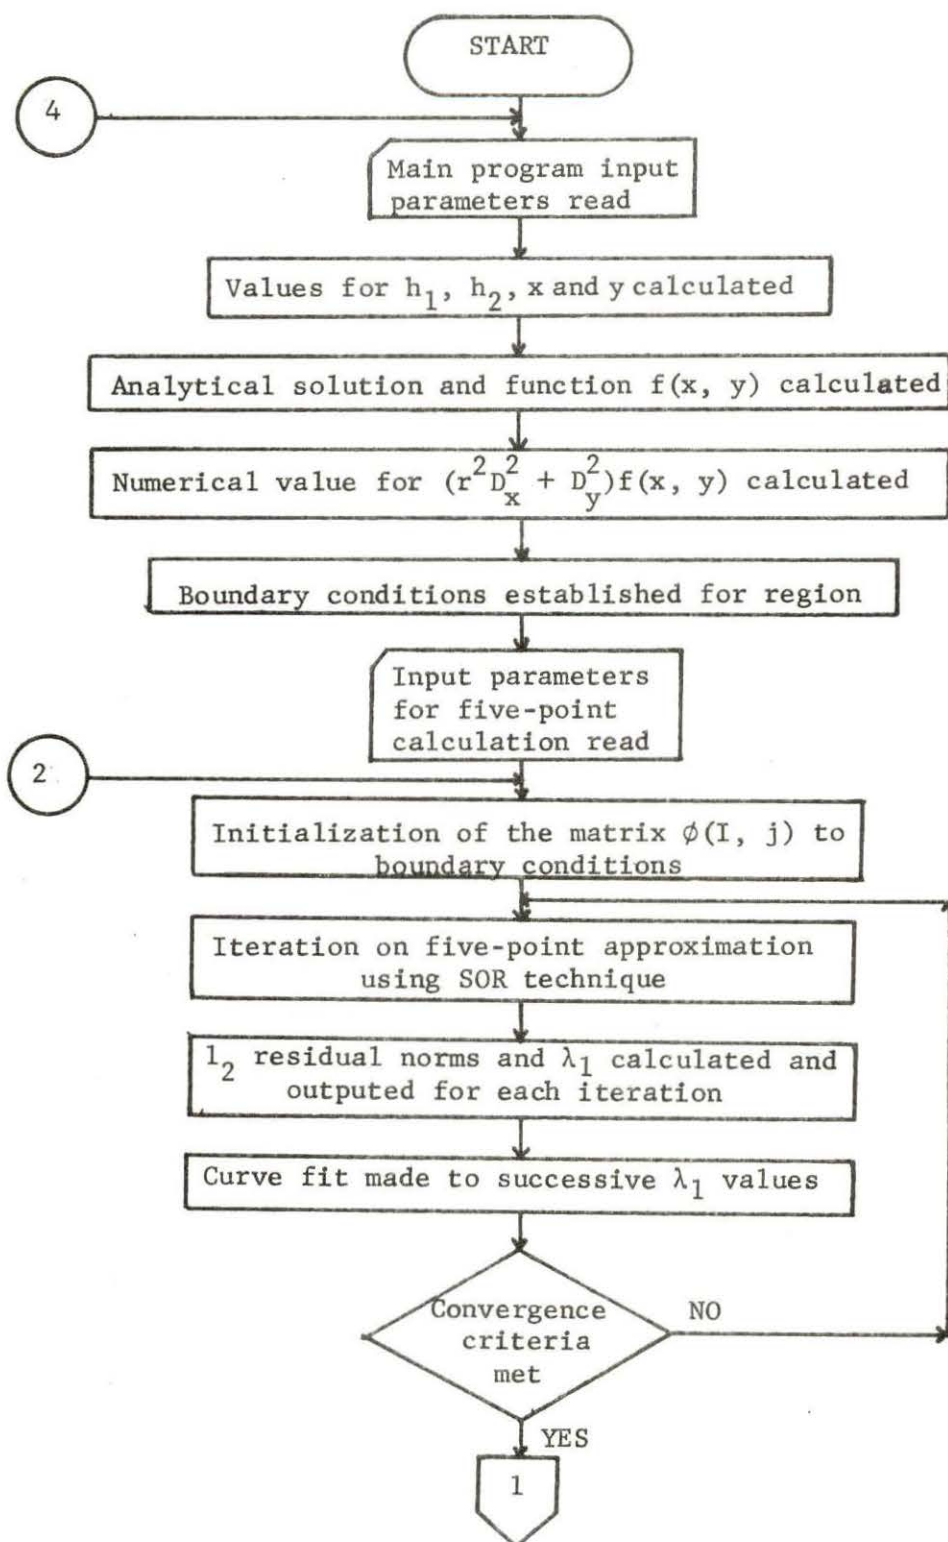 START
4
Main program input
parameters read
Values for h₁, h₂, x and y calculated
Analytical solution and function f(x, y) calculated
Numerical value for (r²D²ₓ + D²ᵧ)f(x, y) calculated
Boundary conditions established for region
Input parameters
for five-point
calculation read
2
Initialization of the matrix ϕ(I, j) to
boundary conditions
Iteration on five-point approximation
using SOR technique
l₂ residual norms and λ₁ calculated and
outputed for each iteration
Curve fit made to successive λ₁ values
Convergence
criteria
met
NO
YES
1